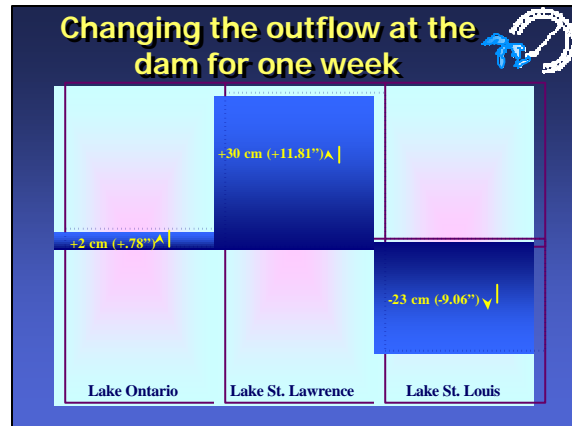 Changing the outflow at the
dam for one week
+30 cm (+11.81”)
+2 cm (+.78”)
-23 cm (-9.06”)
Lake Ontario
Lake St. Lawrence
Lake St. Louis